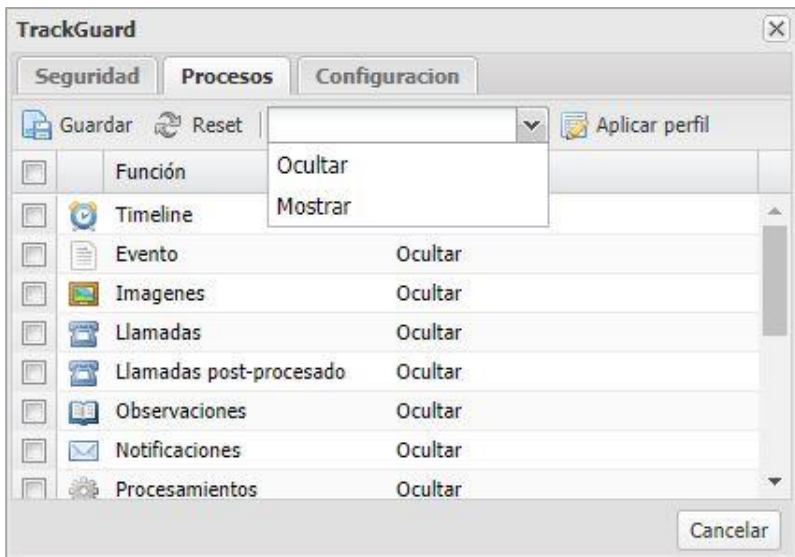 TrackGuard
Seguridad Procesos Configuracion
Guardar Reset Aplicar perfil
Función
Ocultar
Mostrar
Timeline
Evento Ocultar
Imagenes Ocultar
Llamadas Ocultar
Llamadas post-procesado Ocultar
Observaciones Ocultar
Notificaciones Ocultar
Procesamientos Ocultar
Cancelar